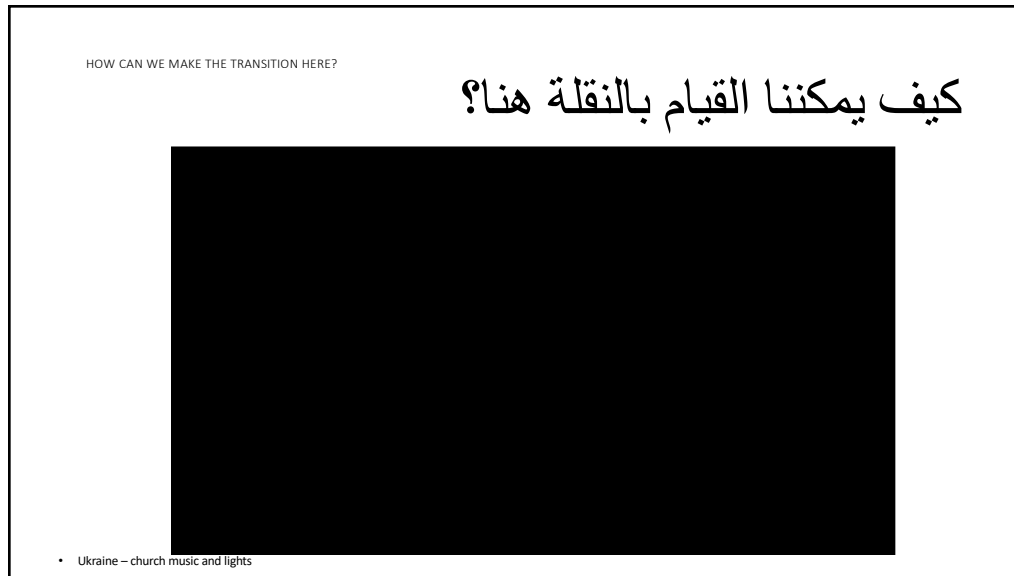 HOW CAN WE MAKE THE TRANSITION HERE?
كيف يمكننا القيام بالنقلة هنا؟
• Ukraine – church music and lights